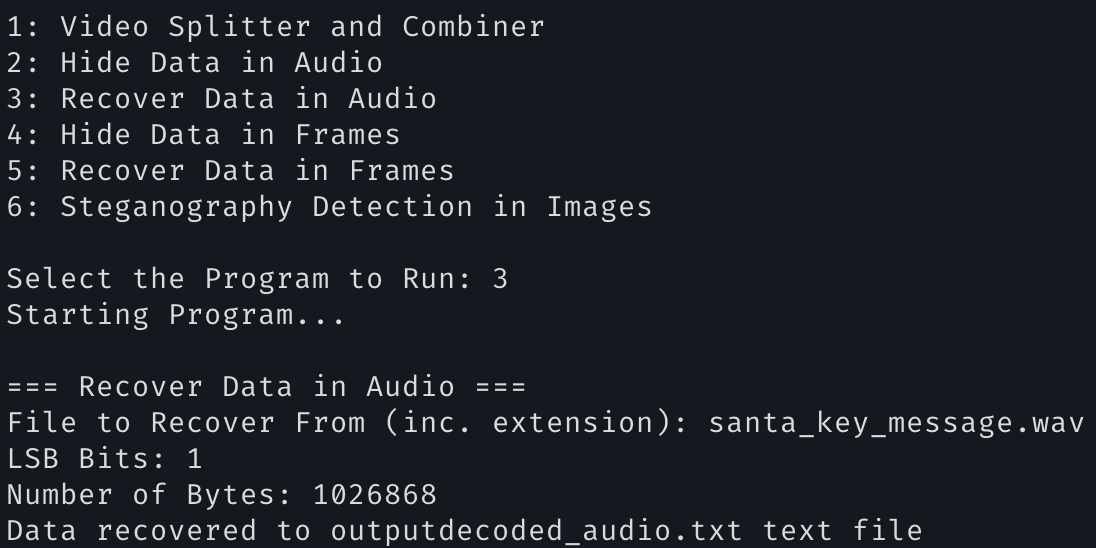 1: Video Splitter and Combiner
2: Hide Data in Audio
3: Recover Data in Audio
4: Hide Data in Frames
5: Recover Data in Frames
6: Steganography Detection in Images
Select the Program to Run: 3
Starting Program...
=== Recover Data in Audio ===
File to Recover From (inc. extension): santa_key_message.wav
LSB Bits: 1
Number of Bytes: 1026868
Data recovered to outputdecoded_audio.txt text file